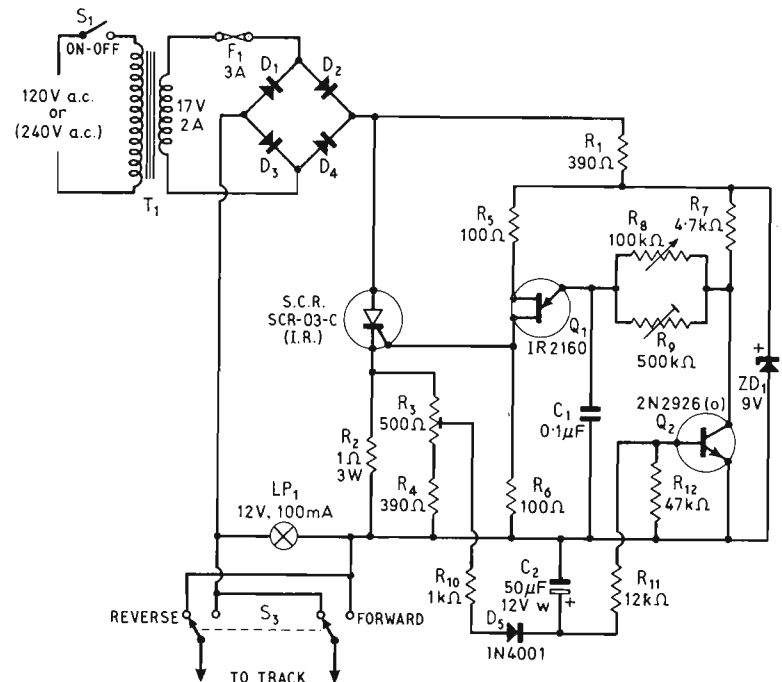 S1
ON-OFF
F1
3A
120V a.c.
or
(240V a.c.)
T1
17V
2A
D1
D2
D3
D4
R1
390Ω
R5
100Ω
R8
100kΩ
R7
4·7kΩ
S.C.R.
SCR-03-C
(I.R.)
Q1
IR2160
R9
500kΩ
+
ZD1
9V
R3
500Ω
C1
0·1μF
2N2926(o)
Q2
R2
1Ω
3W
R4
390Ω
R6
100Ω
R12
47kΩ
LP1
12V, 100mA
R10
1kΩ
C2
50μF
12V w
+
R11
12kΩ
D5
1N4001
REVERSE
S3
FORWARD
TO TRACK